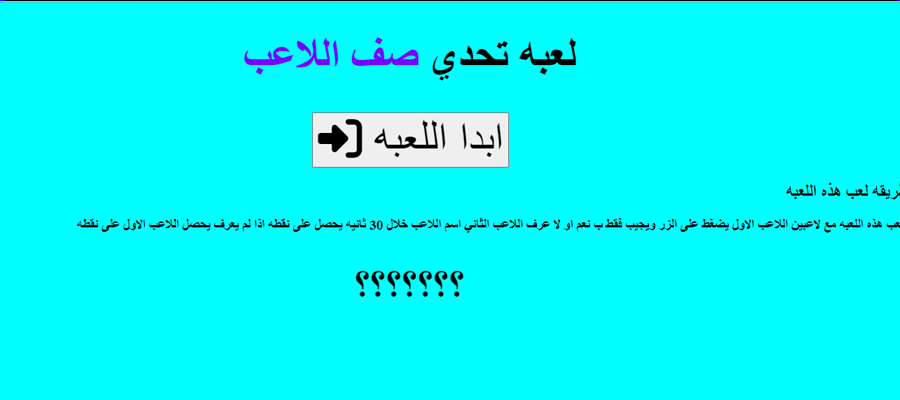 لعبه تحدي صف اللاعب
ابدا اللعبه
لعب هذه اللعبه
هذه اللعبه مع لاعبين اللاعب الاول يضغط على الزر ويجيب فقط ب نعم او لا عرف اللاعب الثاني اسم اللاعب خلال 30 ثانيه يحصل على نقطه اذا لم يعرف يحصل اللاعب الاول على نقطه
؟؟؟؟؟؟؟